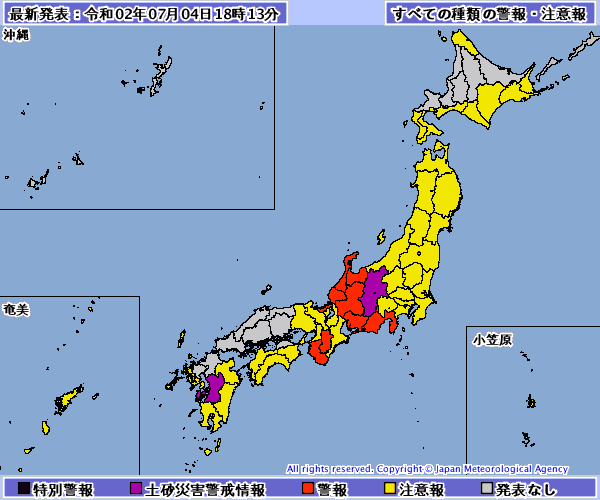 最新発表：令和02年07月04日18時13分
すべての種類の警報・注意報
沖縄
奄美
小笠原
All rights reserved. Copyright © Japan Meteorological Agency
特別警報 土砂災害警戒情報 警報 注意報 発表なし